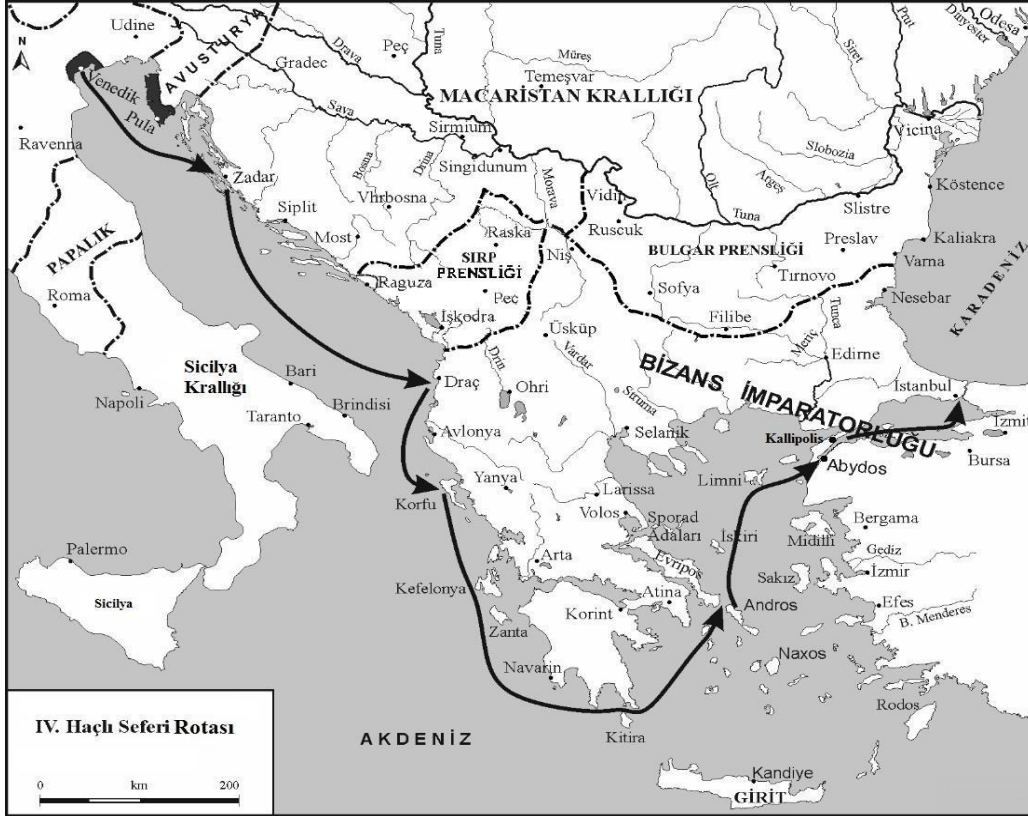 Udine
AVUSTURYA
Drava
Peç
Tuna
Prut
Dinyester
Odesa
N
Gradec
Müreş
Siret
Venedik
Temeşvar
MACARİSTAN KRALLIĞI
Pula
Sava
Sirmium
Vicina
Ravenna
Singidunum
Slobozia
Zadar
Bosna
Drina
Morava
Olt
Argeş
Köstence
Vhrbosna
Vidin
Tuna
Slistre
Siplit
Ruscuk
PAPALIK
Most
Raska
BULGAR PRENSLİĞİ
Preslav
Kaliakra
SIRP
PRENSLİĞİ
Niş
Tırnovo
Varna
KARADENİZ
Roma
Raguza
Peç
Sofya
Nesebar
İşkodra
Üsküp
Filibe
Tunca
Sicilya
Krallığı
Drin
Vardar
Meriç
Edirne
Bari
Draç
Ohri
BİZANS İMPARATORLUĞU
İstanbul
Napoli
Brindisi
Struma
Taranto
Avlonya
Selanik
Kallipolis
İzmit
Abydos
Bursa
Yanya
Limni
Korfu
Larissa
Volos
Sporad
Adaları
İskiri
Bergama
Midilli
Palermo
Arta
Evripos
Gediz
Kefelonya
Sakız
İzmir
Sicilya
Atina
Korint
Andros
Efes
Zanta
B. Menderes
Navarin
Naxos
IV. Haçlı Seferi Rotası
Rodos
AKDENİZ
Kitira
0 km 200
Kandiye
GİRİT